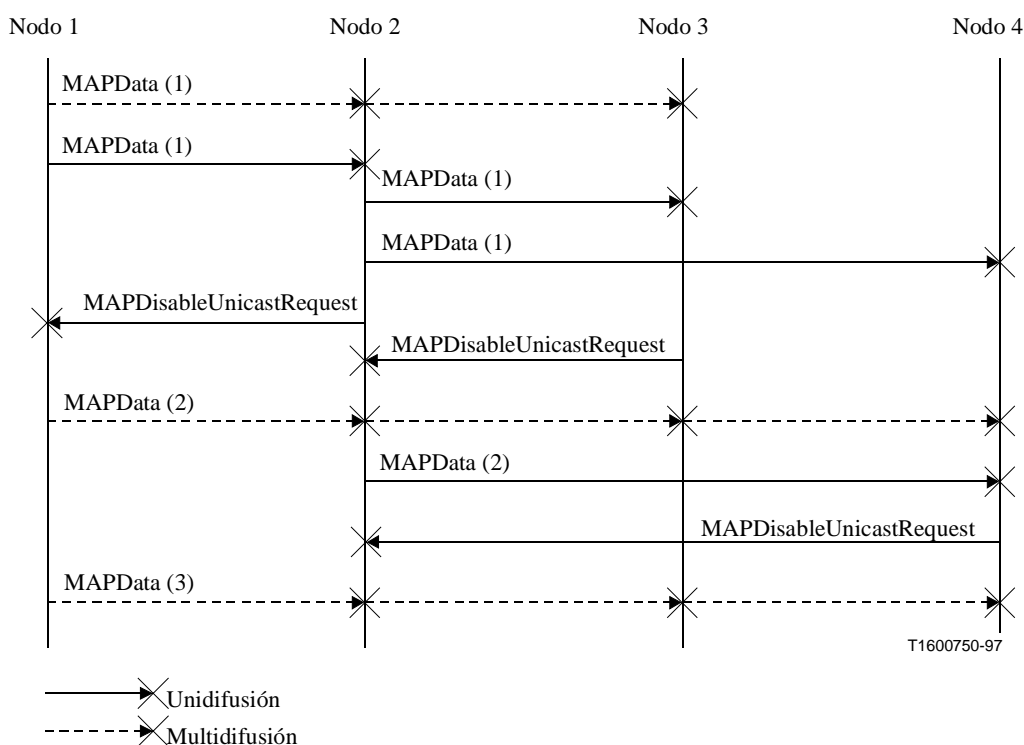 Nodo 1
Nodo 2
Nodo 3
Nodo 4
MAPData (1)
MAPData (1)
MAPData (1)
MAPData (1)
MAPDisableUnicastRequest
MAPDisableUnicastRequest
MAPData (2)
MAPData (2)
MAPDisableUnicastRequest
MAPData (3)
T1600750-97
Unidifusión
Multidifusión